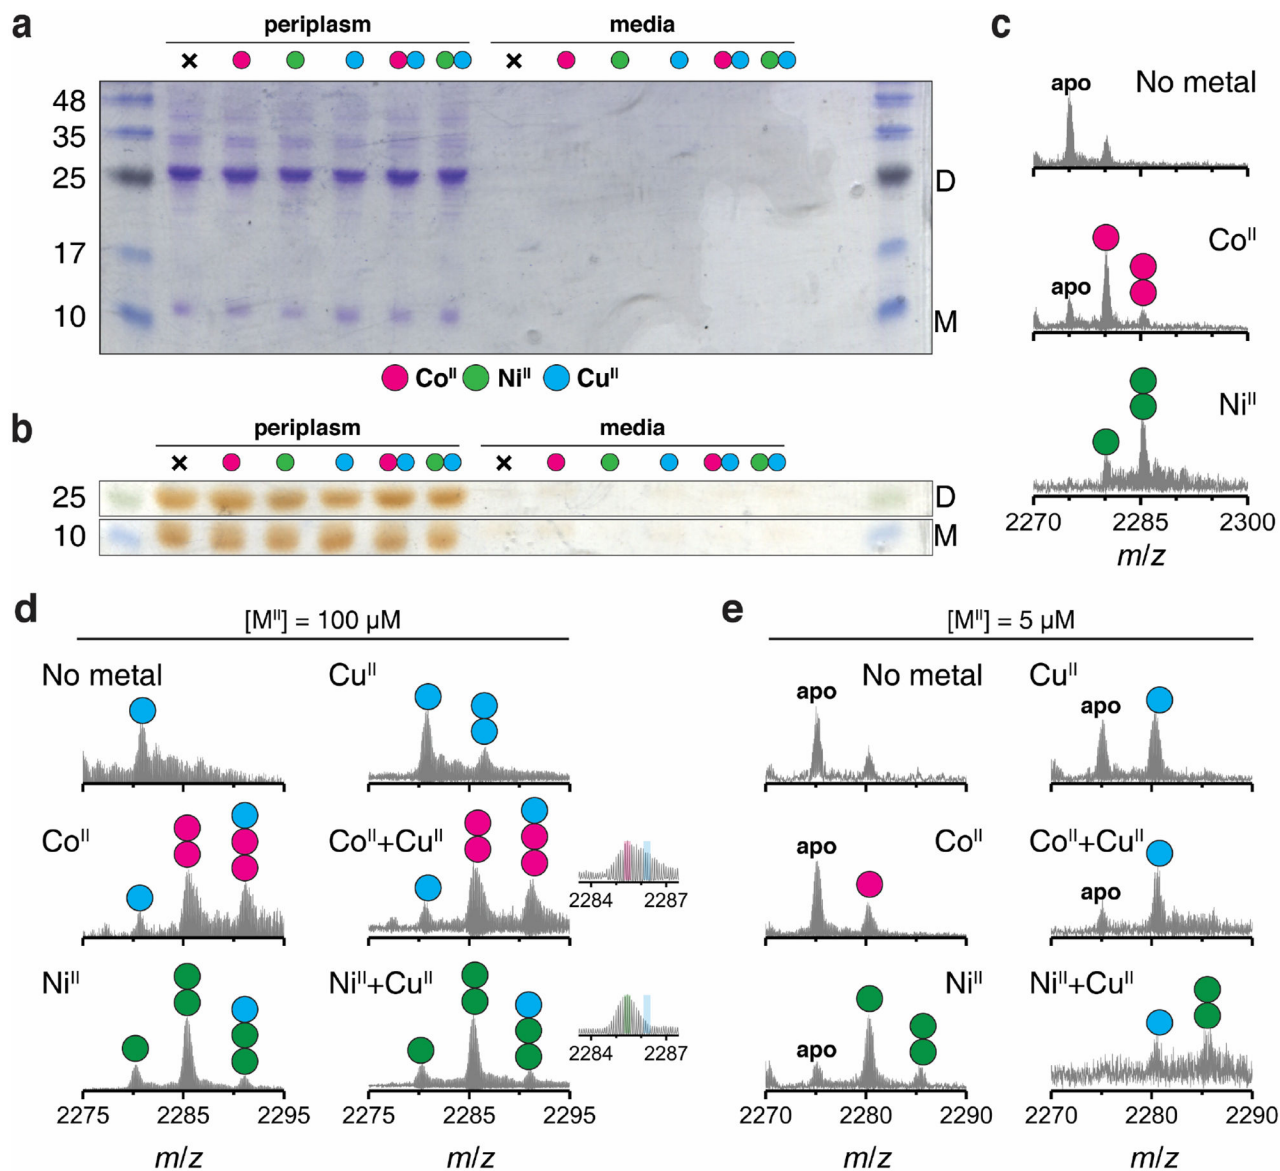 a
periplasm
media
×
×
48
35
25
17
10
D
M
Coᴵᴵ Niᴵᴵ Cuᴵᴵ
b
periplasm
media
×
×
25
10
D
M
c
apo
No metal
Coᴵᴵ
apo
Niᴵᴵ
2270 2285 2300
m/z
d
[Mᴵᴵ] = 100 µM
No metal
Cuᴵᴵ
Coᴵᴵ
Coᴵᴵ+Cuᴵᴵ
2284 2287
Niᴵᴵ
Niᴵᴵ+Cuᴵᴵ
2284 2287
2275 2285 2295
2275 2285 2295
m/z
m/z
e
[Mᴵᴵ] = 5 µM
No metal
apo
Cuᴵᴵ
apo
Coᴵᴵ
apo
Coᴵᴵ+Cuᴵᴵ
apo
Niᴵᴵ
apo
Niᴵᴵ+Cuᴵᴵ
2270 2280 2290
2270 2280 2290
m/z
m/z